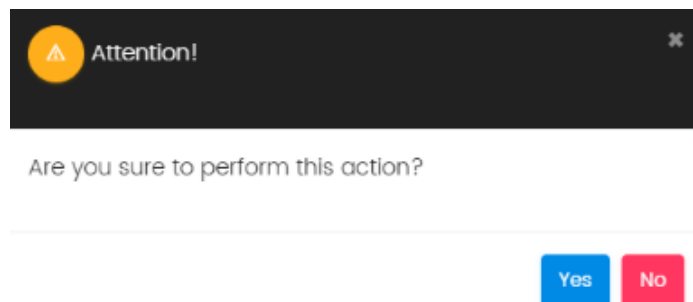 Attention!
Are you sure to perform this action?
Yes
No